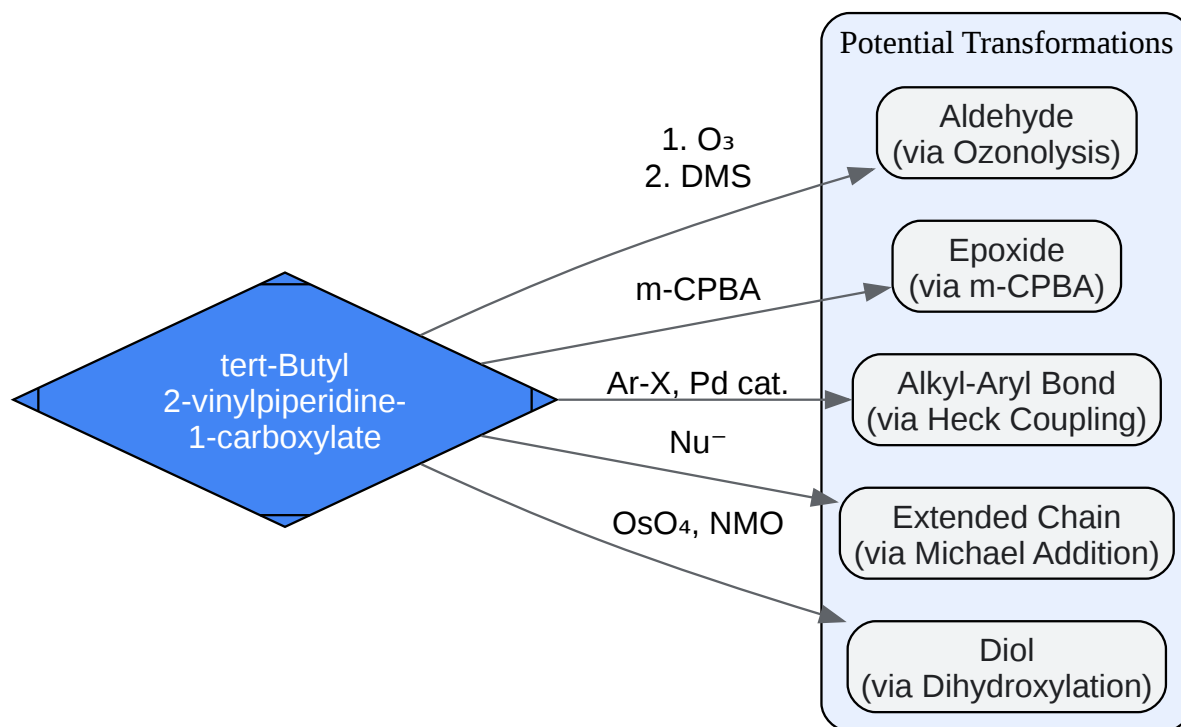 Potential Transformations
Aldehyde
(via Ozonolysis)
1. O₃
2. DMS
Epoxide
(via m-CPBA)
m-CPBA
tert-Butyl
2-vinylpiperidine-
1-carboxylate
Ar-X, Pd cat.
Alkyl-Aryl Bond
(via Heck Coupling)
Nu⁻
Extended Chain
(via Michael Addition)
OsO₄, NMO
Diol
(via Dihydroxylation)